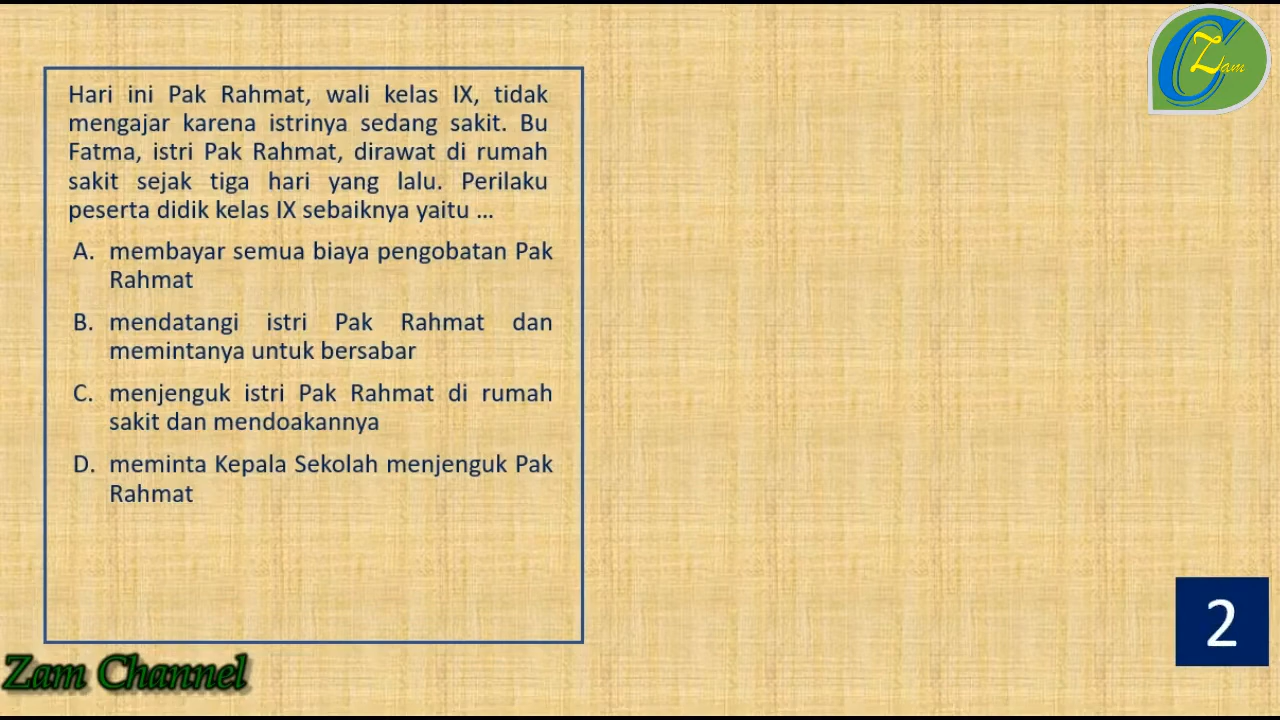 Zam
Hari ini Pak Rahmat, wali kelas IX, tidak
mengajar karena istrinya sedang sakit. Bu
Fatma, istri Pak Rahmat, dirawat di rumah
sakit sejak tiga hari yang lalu. Perilaku
peserta didik kelas IX sebaiknya yaitu ...
A. membayar semua biaya pengobatan Pak
Rahmat
B. mendatangi istri Pak Rahmat dan
memintanya untuk bersabar
C. menjenguk istri Pak Rahmat di rumah
sakit dan mendoakannya
D. meminta Kepala Sekolah menjenguk Pak
Rahmat
2
Zam Channel